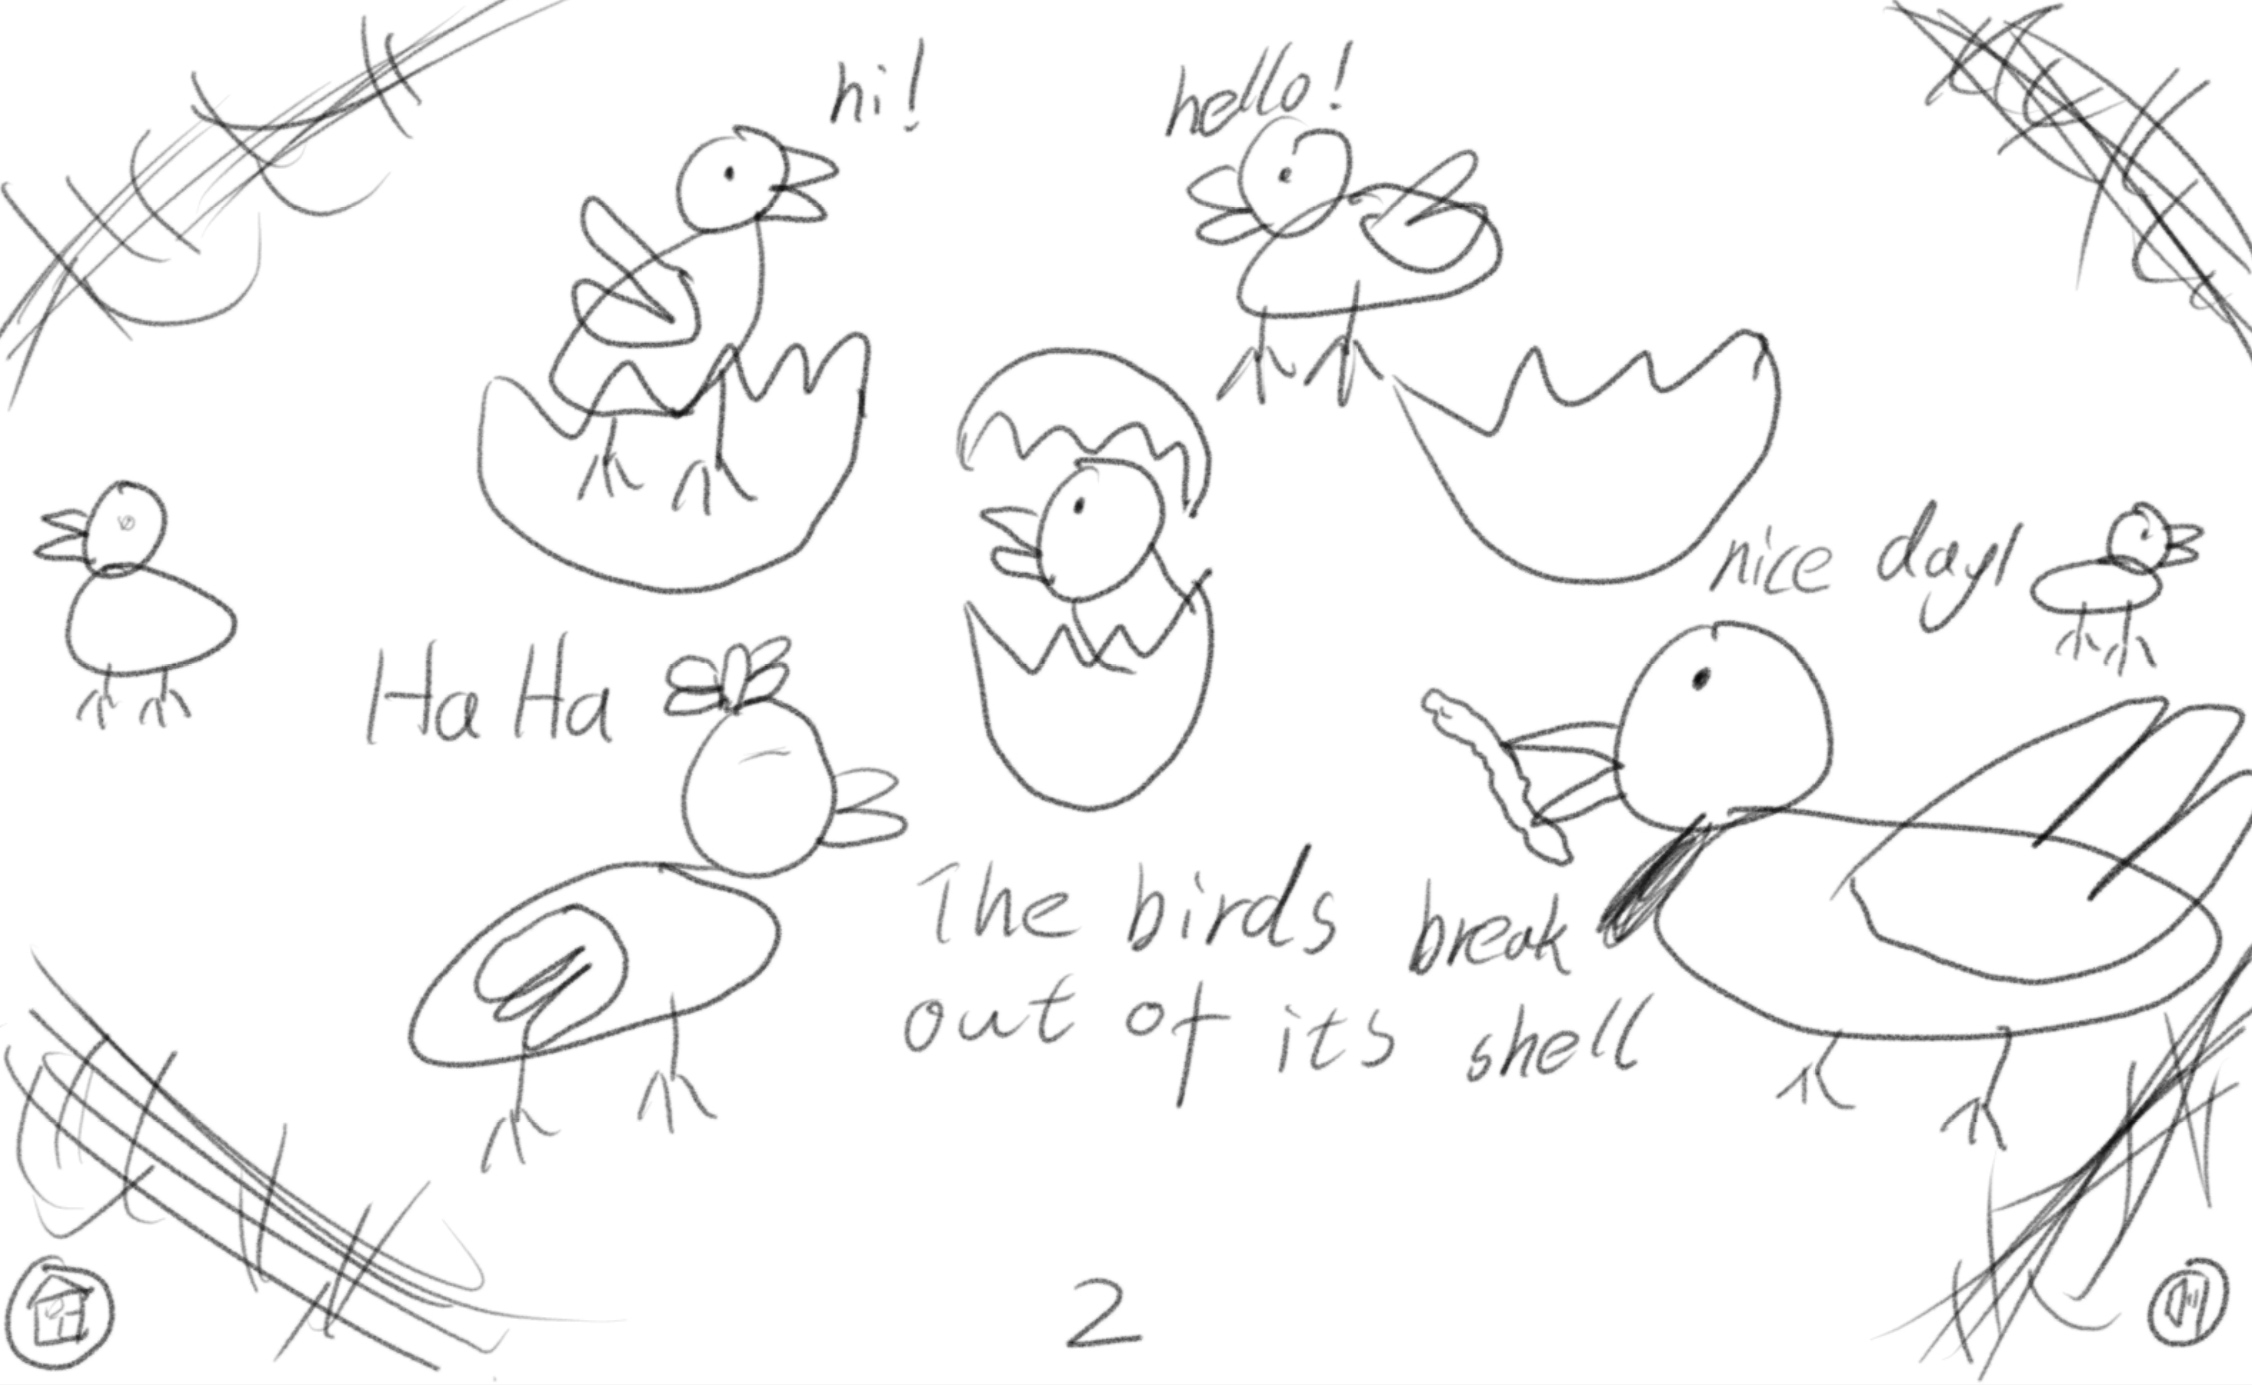 hi!
hello!
nice day!
Ha Ha
The birds break
out of its shell
2